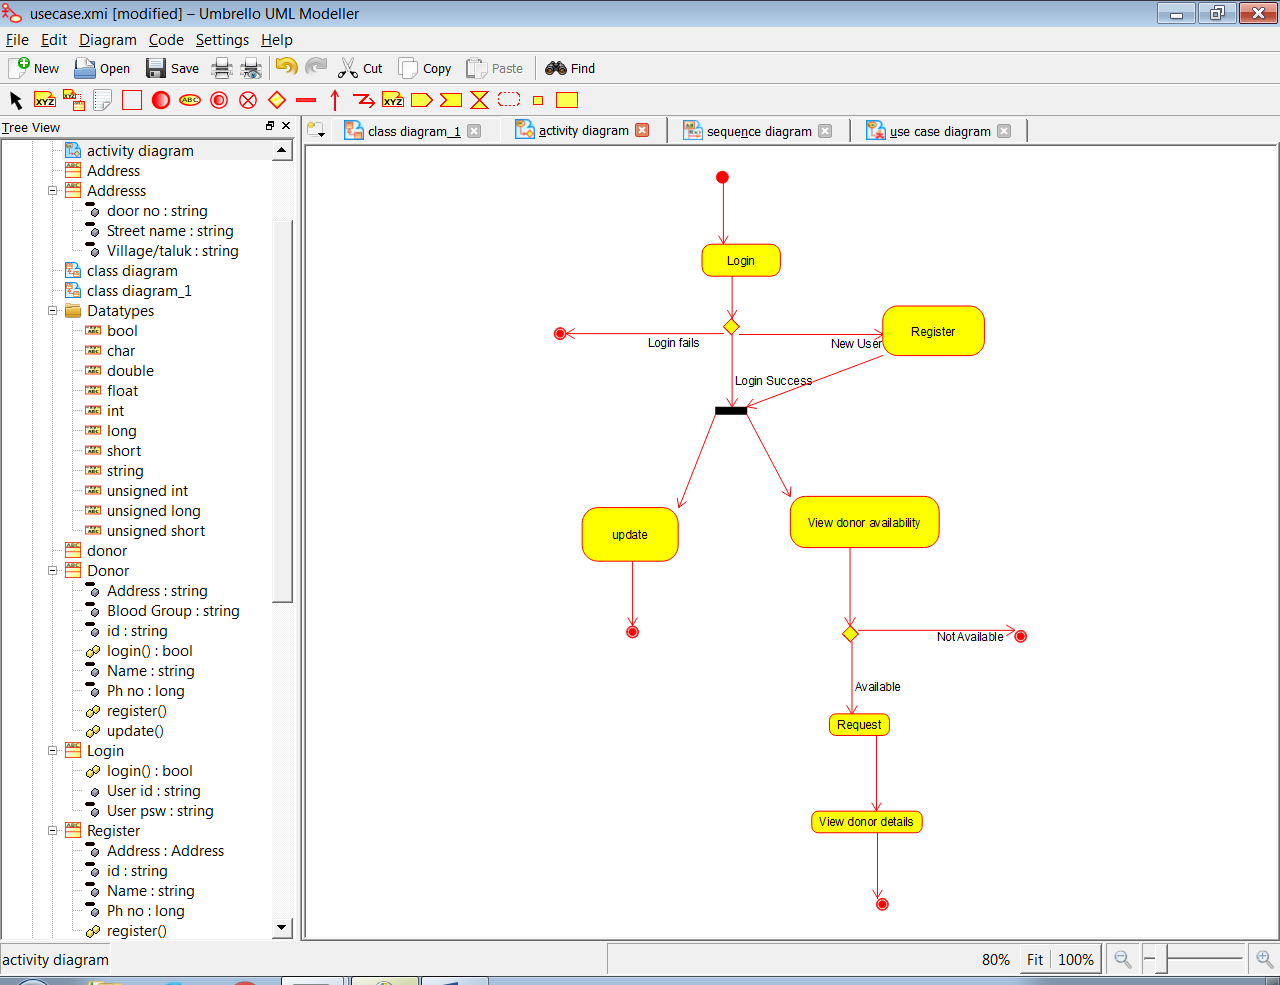 usecase.xmi [modified] – Umbrello UML Modeller
File Edit Diagram Code Settings Help
New Open Save Cut Copy Paste Find
XYZ XYZ ABC XYZ
Tree View
class diagram_1 activity diagram sequence diagram use case diagram
activity diagram
Address
Addresss
door no : string
Street name : string
Village/taluk : string
class diagram
class diagram_1
Datatypes
bool
char
double
float
int
long
short
string
unsigned int
unsigned long
unsigned short
donor
Donor
Address : string
Blood Group : string
id : string
login() : bool
Name : string
Ph no : long
register()
update()
Login
login() : bool
User id : string
User psw : string
Register
Address : Address
id : string
Name : string
Ph no : long
register()
Login
Register
Login fails
New User
Login Success
View donor availability
update
Not Available
Available
Request
View donor details
activity diagram
80% Fit 100%